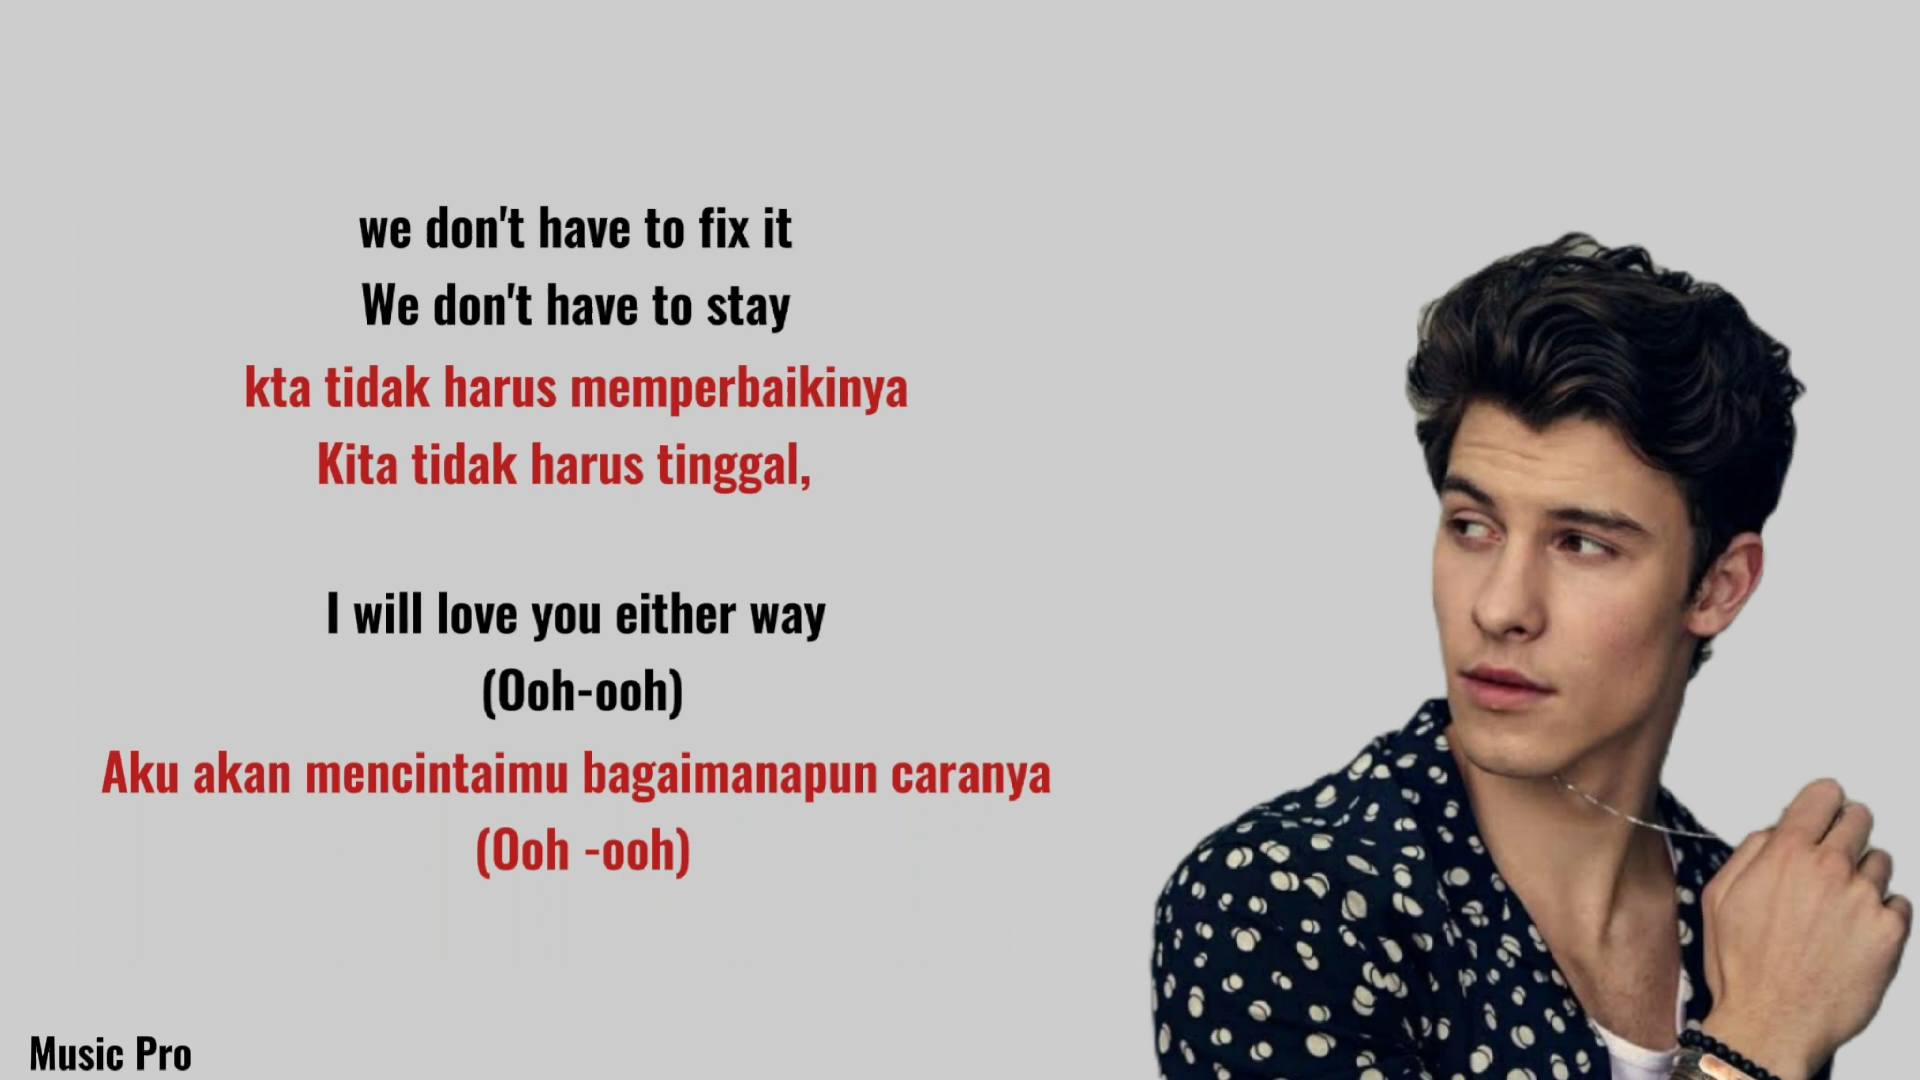 we don't have to fix it
We don't have to stay
kta tidak harus memperbaikinya
Kita tidak harus tinggal,
I will love you either way
(Ooh-ooh)
Aku akan mencintaimu bagaimanapun caranya
(Ooh -ooh)
Music Pro